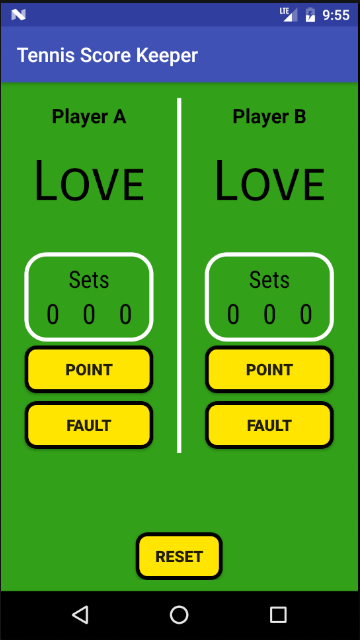 LTE 9:55
Tennis Score Keeper
Player A
Love
Sets
0 0 0
POINT
FAULT
Player B
Love
Sets
0 0 0
POINT
FAULT
RESET